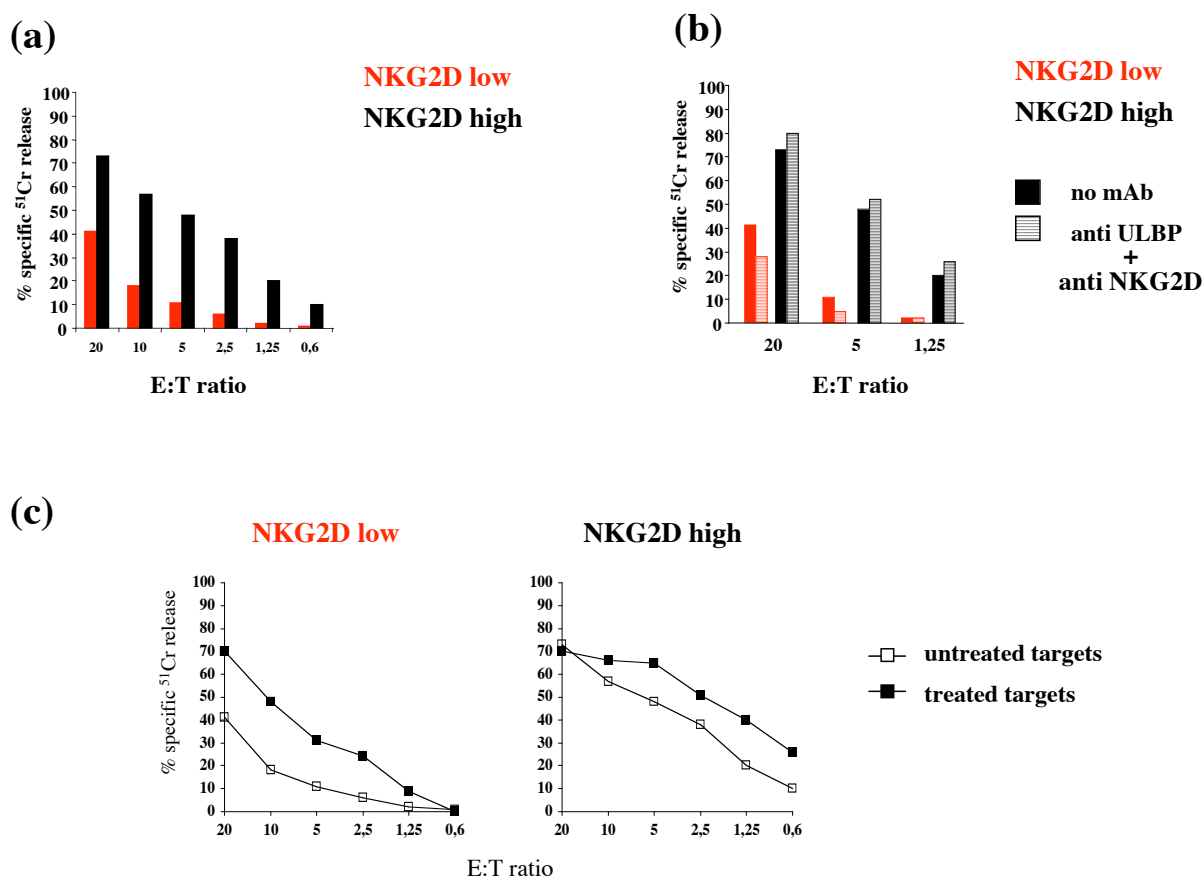 (a)
NKG2D low
NKG2D high
% specific ⁵¹Cr release
100
90
80
70
60
50
40
30
20
10
0
20 10 5 2,5 1,25 0,6
E:T ratio
(b)
NKG2D low
NKG2D high
no mAb
anti ULBP
+
anti NKG2D
% specific ⁵¹Cr release
100
90
80
70
60
50
40
30
20
10
0
20 5 1,25
E:T ratio
(c)
NKG2D low
% specific ⁵¹Cr release
100
90
80
70
60
50
40
30
20
10
0
20 10 5 2,5 1,25 0,6
NKG2D high
100
90
80
70
60
50
40
30
20
10
0
20 10 5 2,5 1,25 0,6
E:T ratio
untreated targets
treated targets